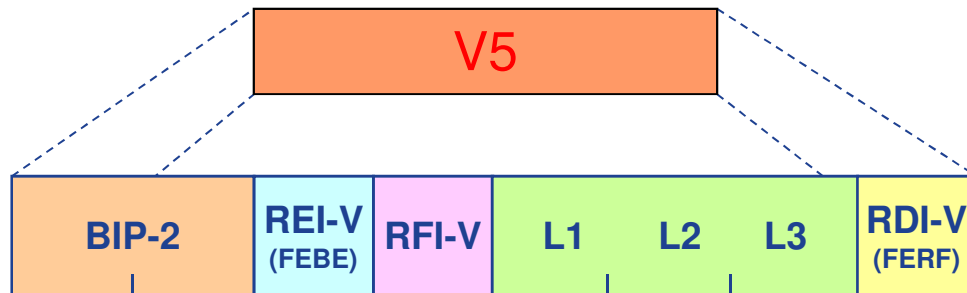 V5
BIP-2 REI-V (FEBE) RFI-V L1 L2 L3 RDI-V (FERF)